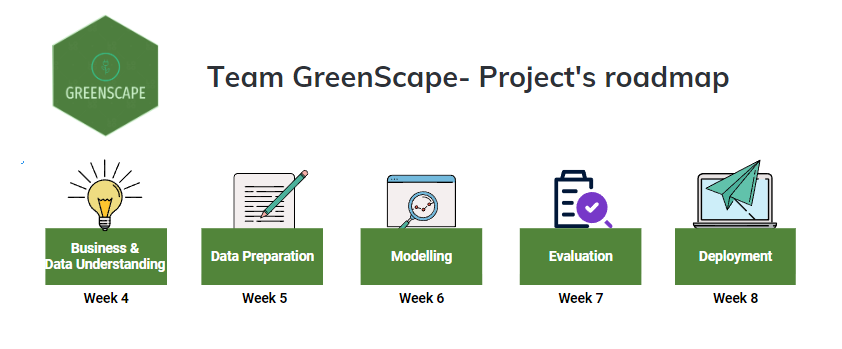 GREENSCAPE
Team GreenScape- Project's roadmap
Business &
Data Understanding
Data Preparation
Modelling
Evaluation
Deployment
Week 4
Week 5
Week 6
Week 7
Week 8